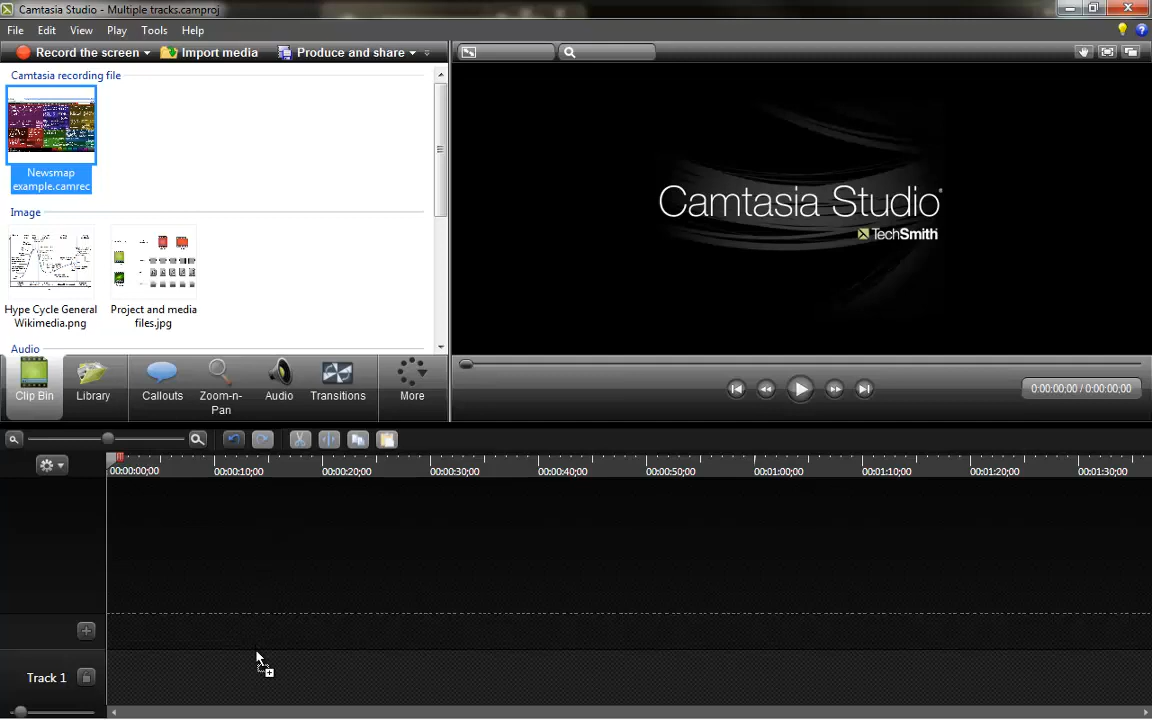 Camtasia Studio - Multiple tracks.camproj
File Edit View Play Tools Help
Record the screen Import media Produce and share
Camtasia recording file
Newsmap
example.camrec
Image
Hype Cycle General
Wikimedia.png
Project and media
files.jpg
Audio
Camtasia Studio
TechSmith
Clip Bin Library Callouts Zoom-n-
Pan Audio Transitions More
0:00:00;00 / 0:00:00;00
00:00:00;00 00:00:10;00 00:00:20;00 00:00:30;00 00:00:40;00 00:00:50;00 00:01:00;00 00:01:10;00 00:01:20;00 00:01:30;00
Track 1